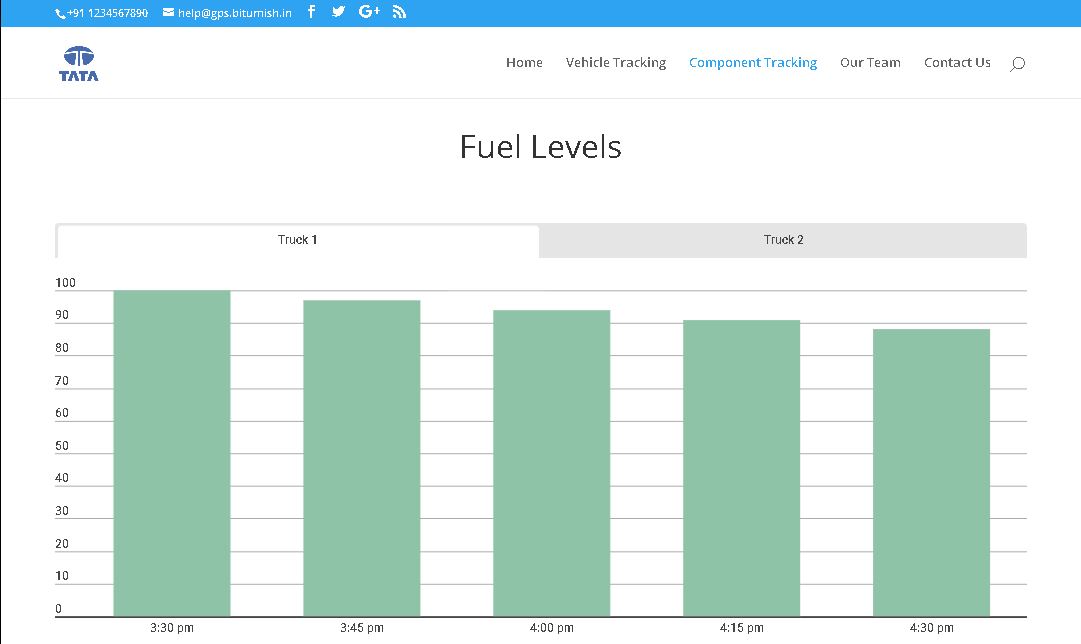 +91 1234567890 help@gps.bitumish.in
TATA
Home Vehicle Tracking Component Tracking Our Team Contact Us
Fuel Levels
Truck 1 Truck 2
100
90
80
70
60
50
40
30
20
10
0
3:30 pm 3:45 pm 4:00 pm 4:15 pm 4:30 pm